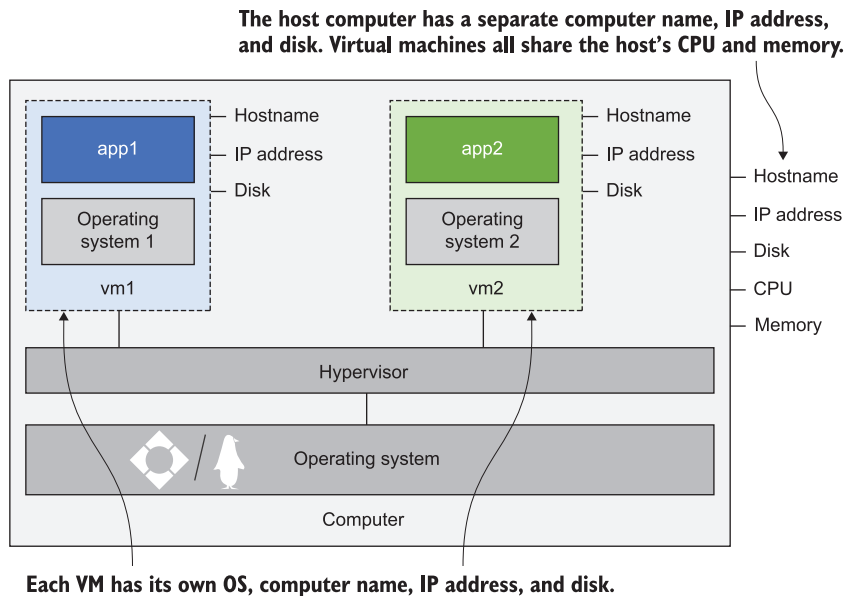 The host computer has a separate computer name, IP address,
and disk. Virtual machines all share the host's CPU and memory.
app1
Operating
system 1
vm1
Hostname
IP address
Disk
app2
Operating
system 2
vm2
Hostname
IP address
Disk
Hostname
IP address
Disk
CPU
Memory
Hypervisor
Operating system
Computer
Each VM has its own OS, computer name, IP address, and disk.